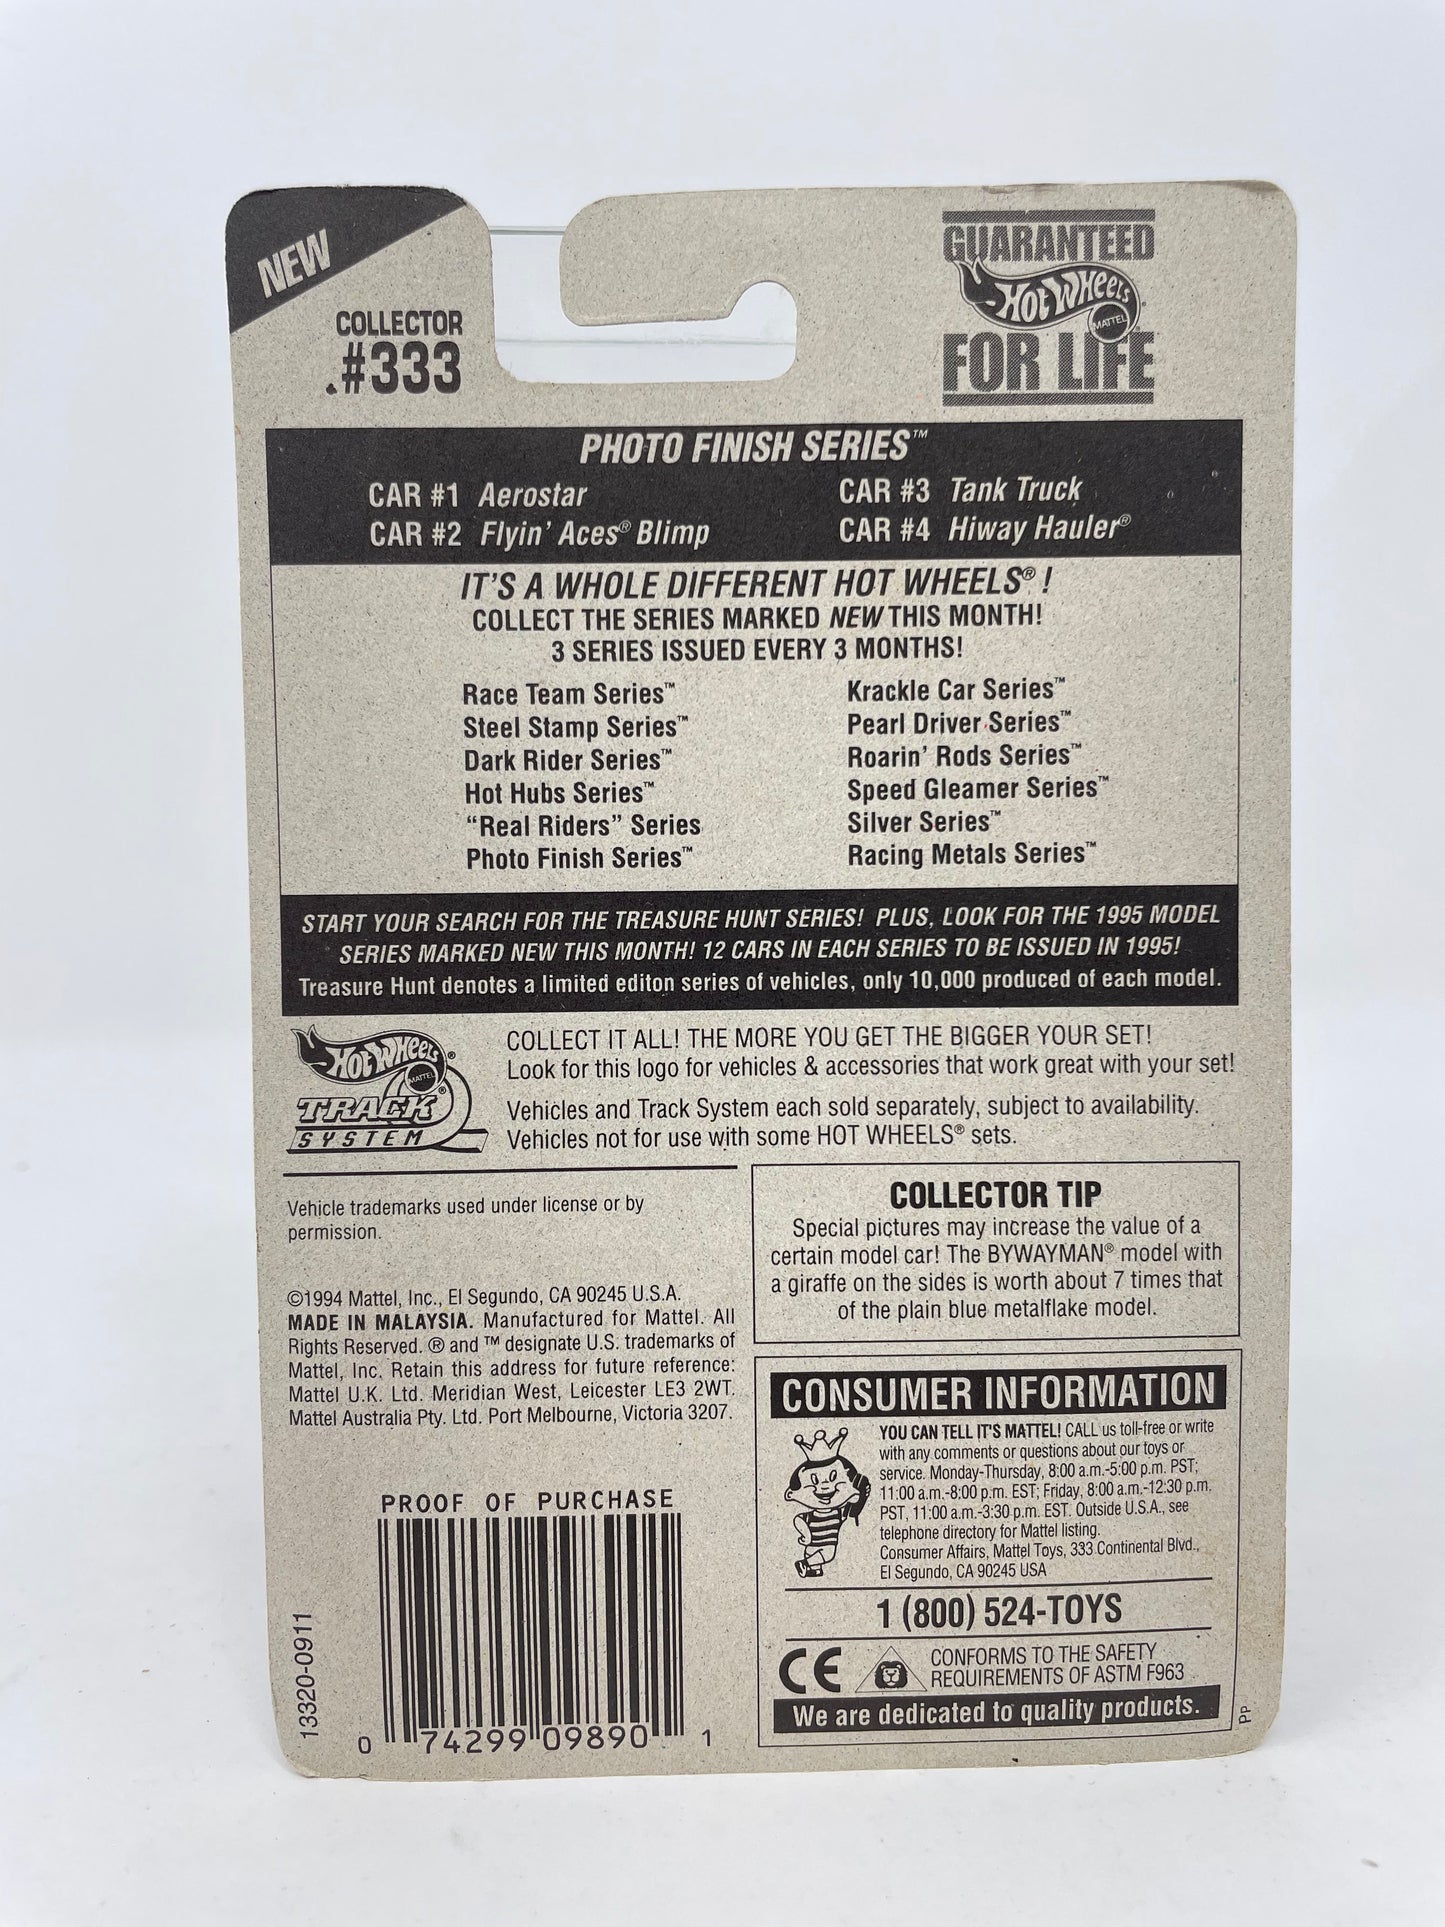 NEW
COLLECTOR
#333
GUARANTEED
HOT WHEELS
MATTEL
FOR LIFE
PHOTO FINISH SERIES™
CAR #1 Aerostar
CAR #2 Flyin' Aces® Blimp
CAR #3 Tank Truck
CAR #4 Hiway Hauler®
IT'S A WHOLE DIFFERENT HOT WHEELS® !
COLLECT THE SERIES MARKED NEW THIS MONTH!
3 SERIES ISSUED EVERY 3 MONTHS!
Race Team Series™
Steel Stamp Series™
Dark Rider Series™
Hot Hubs Series™
“Real Riders” Series
Photo Finish Series™
Krackle Car Series™
Pearl Driver Series™
Roarin' Rods Series™
Speed Gleamer Series™
Silver Series™
Racing Metals Series™
START YOUR SEARCH FOR THE TREASURE HUNT SERIES! PLUS, LOOK FOR THE 1995 MODEL
SERIES MARKED NEW THIS MONTH! 12 CARS IN EACH SERIES TO BE ISSUED IN 1995!
Treasure Hunt denotes a limited editon series of vehicles, only 10,000 produced of each model.
HOT WHEELS®
MATTEL
TRACK®
SYSTEM
COLLECT IT ALL! THE MORE YOU GET THE BIGGER YOUR SET!
Look for this logo for vehicles & accessories that work great with your set!
Vehicles and Track System each sold separately, subject to availability.
Vehicles not for use with some HOT WHEELS® sets.
Vehicle trademarks used under license or by
permission.
©1994 Mattel, Inc., El Segundo, CA 90245 U.S.A.
MADE IN MALAYSIA. Manufactured for Mattel. All
Rights Reserved. ® and ™ designate U.S. trademarks of
Mattel, Inc. Retain this address for future reference:
Mattel U.K. Ltd. Meridian West, Leicester LE3 2WT.
Mattel Australia Pty. Ltd. Port Melbourne, Victoria 3207.
COLLECTOR TIP
Special pictures may increase the value of a
certain model car! The BYWAYMAN® model with
a giraffe on the sides is worth about 7 times that
of the plain blue metalflake model.
CONSUMER INFORMATION
YOU CAN TELL IT'S MATTEL! CALL us toll-free or write
with any comments or questions about our toys or
service. Monday-Thursday, 8:00 a.m.-5:00 p.m. PST;
11:00 a.m.-8:00 p.m. EST; Friday, 8:00 a.m.-12:30 p.m.
PST, 11:00 a.m.-3:30 p.m. EST. Outside U.S.A., see
telephone directory for Mattel listing.
Consumer Affairs, Mattel Toys, 333 Continental Blvd.,
El Segundo, CA 90245 USA
1 (800) 524-TOYS
CE
CONFORMS TO THE SAFETY
REQUIREMENTS OF ASTM F963
We are dedicated to quality products.
PP
PROOF OF PURCHASE
0 74299 09890 1
13320-0911